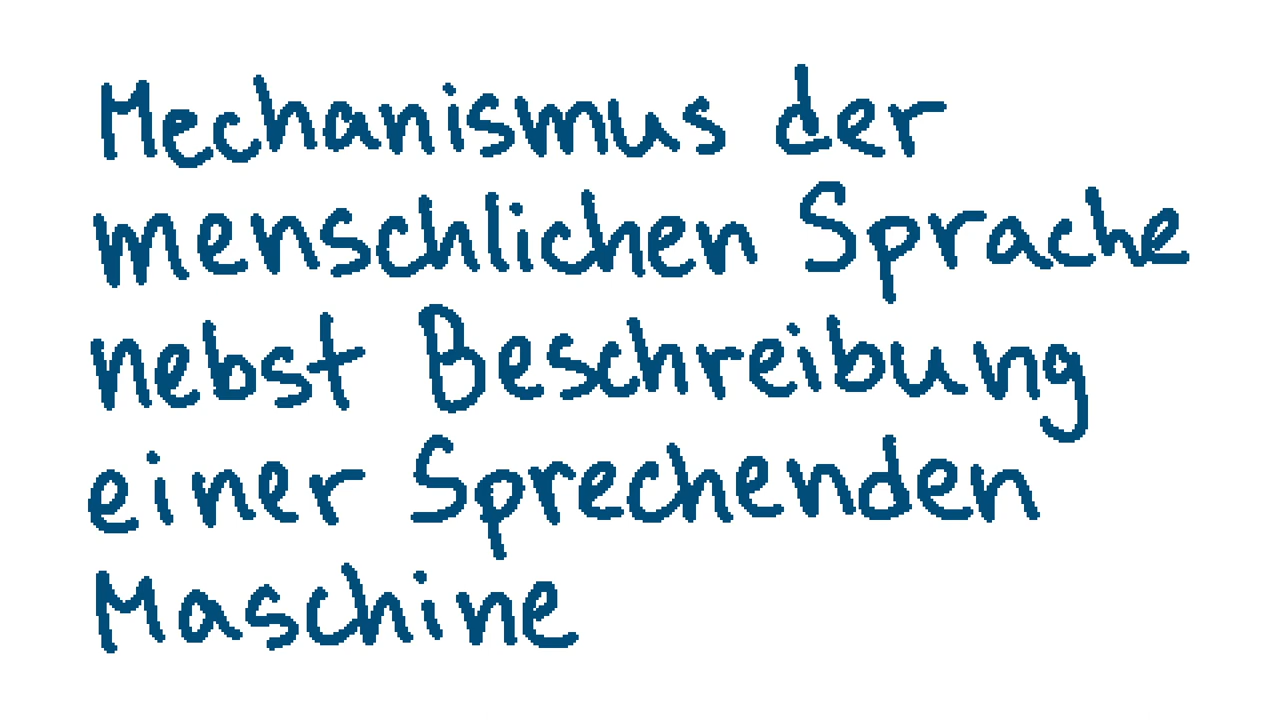 Mechanismus der
menschlichen Sprache
nebst Beschreibung
einer Sprechenden
Maschine